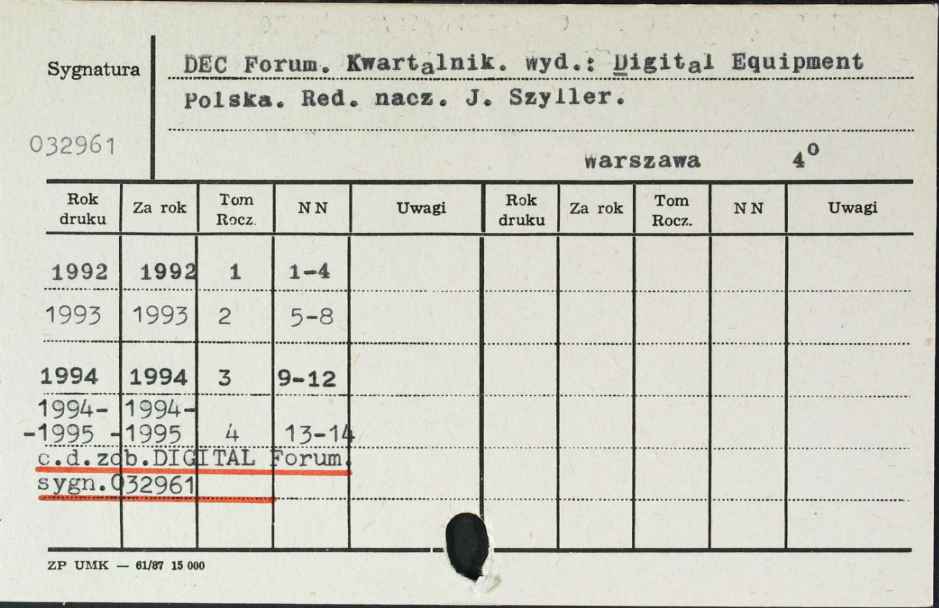 Sygnatura
DEC Forum. Kwartalnik. wyd.: Digital Equipment
Polska. Red. nacz. J. Szyller.
032961
Warszawa 4º
Rok druku Za rok Tom Rocz. NN Uwagi Rok druku Za rok Tom Rocz. NN Uwagi
1992 1992 1 1-4
1993 1993 2 5-8
1994 1994 3 9-12
1994- 1994-
-1995 -1995 4 13-14
c.d.zob.DIGITAL Forum.
sygn.032961
ZP UMK — 61/87 15 000